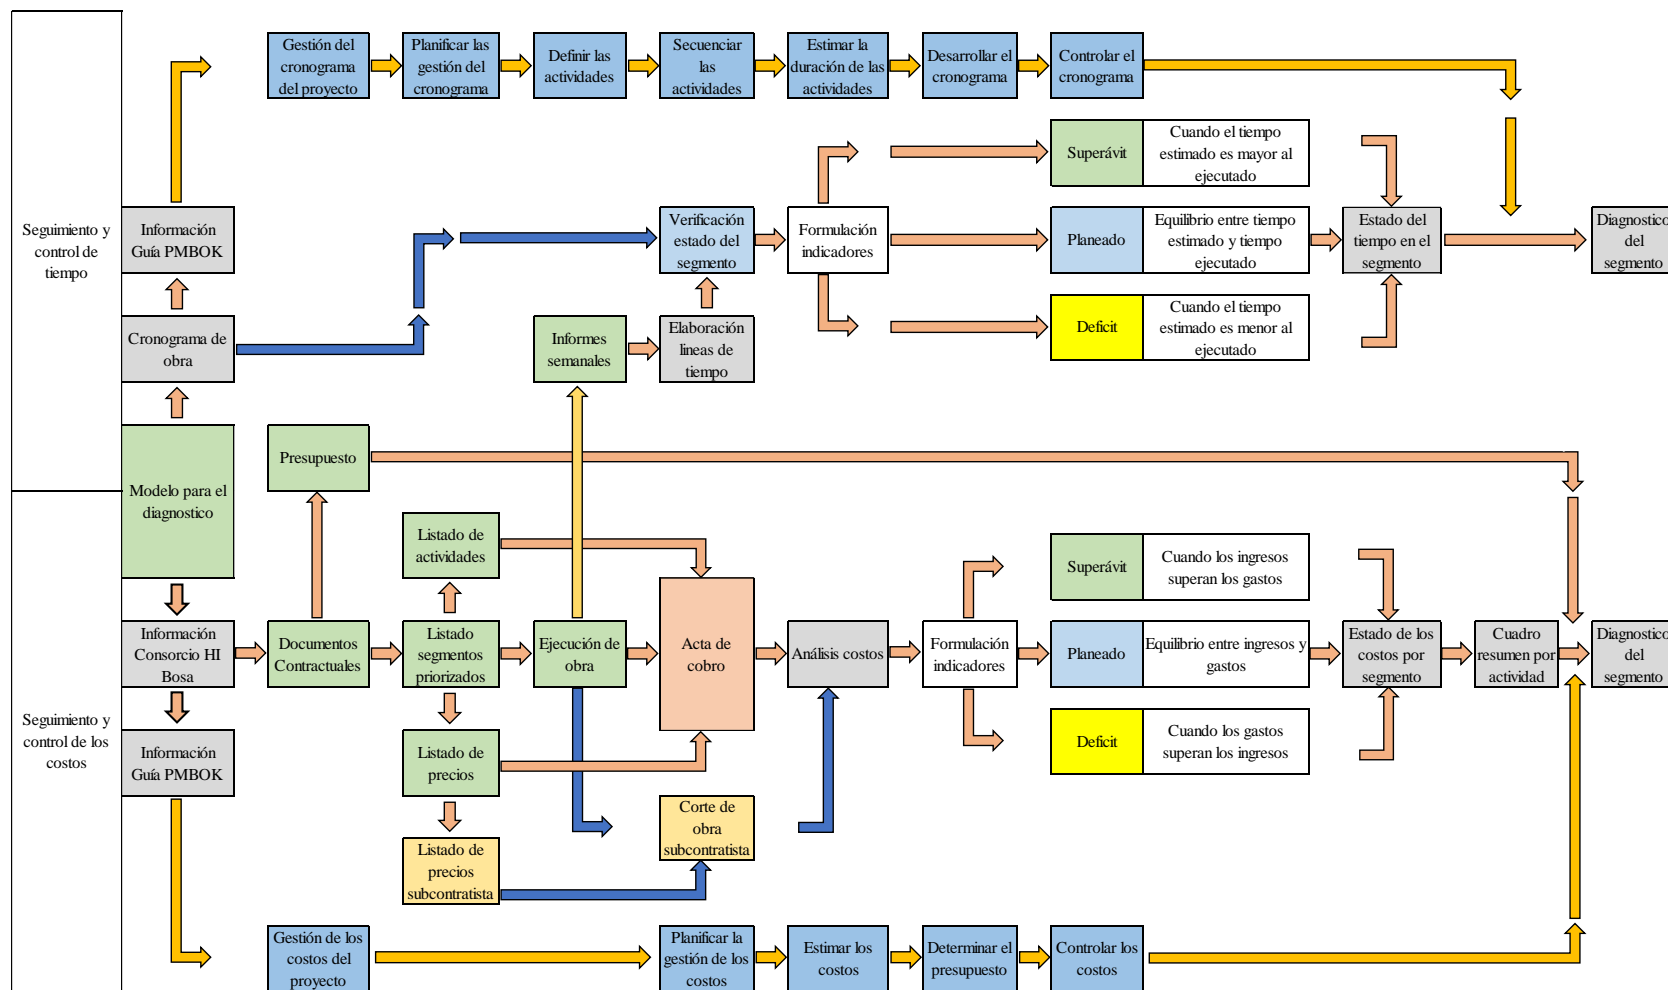 Seguimiento y
control de
tiempo
Gestión del
cronograma
del proyecto
Planificar las
gestión del
cronograma
Definir las
actividades
Secuenciar
las
actividades
Estimar la
duración de las
actividades
Desarrollar el
cronograma
Controlar el
cronograma
Superávit
Cuando el tiempo
estimado es mayor al
ejecutado
Información
Guía PMBOK
Verificación
estado del
segmento
Formulación
indicadores
Planeado
Equilibrio entre tiempo
estimado y tiempo
ejecutado
Estado del
tiempo en el
segmento
Diagnostico
del
segmento
Cronograma de
obra
Informes
semanales
Elaboración
lineas de
tiempo
Deficit
Cuando el tiempo
estimado es menor al
ejecutado
Modelo para el
diagnostico
Presupuesto
Seguimiento y
control de los
costos
Listado de
actividades
Superávit
Cuando los ingresos
superan los gastos
Información
Consorcio HI
Bosa
Documentos
Contractuales
Listado
segmentos
priorizados
Ejecución de
obra
Acta de
cobro
Análisis costos
Formulación
indicadores
Planeado
Equilibrio entre ingresos y
gastos
Estado de los
costos por
segmento
Cuadro
resumen por
actividad
Diagnostico
del
segmento
Información
Guía PMBOK
Listado de
precios
Deficit
Cuando los gastos
superan los ingresos
Corte de
obra
subcontratista
Listado de
precios
subcontratista
Gestión de los
costos del
proyecto
Planificar la
gestión de los
costos
Estimar los
costos
Determinar el
presupuesto
Controlar los
costos